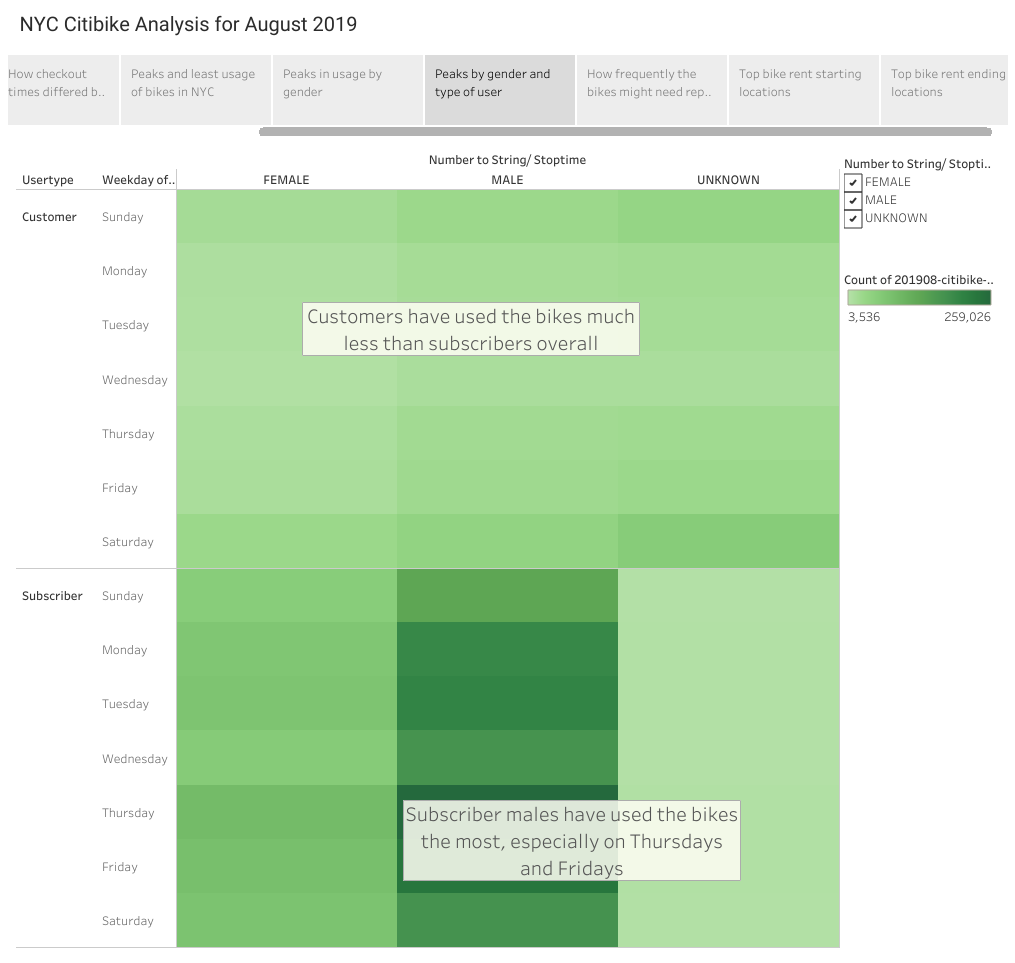 NYC Citibike Analysis for August 2019
How checkout
times differed b..
Peaks and least usage
of bikes in NYC
Peaks in usage by
gender
Peaks by gender and
type of user
How frequently the
bikes might need rep..
Top bike rent starting
locations
Top bike rent ending
locations
Number to String/ Stoptime
Usertype Weekday of.. FEMALE MALE UNKNOWN
Customer Sunday
Monday
Tuesday
Wednesday
Thursday
Friday
Saturday
Customers have used the bikes much
less than subscribers overall
Subscriber Sunday
Monday
Tuesday
Wednesday
Thursday
Friday
Saturday
Subscriber males have used the bikes
the most, especially on Thursdays
and Fridays
Number to String/ Stopti..
FEMALE
MALE
UNKNOWN
Count of 201908-citibike-..
3,536 259,026